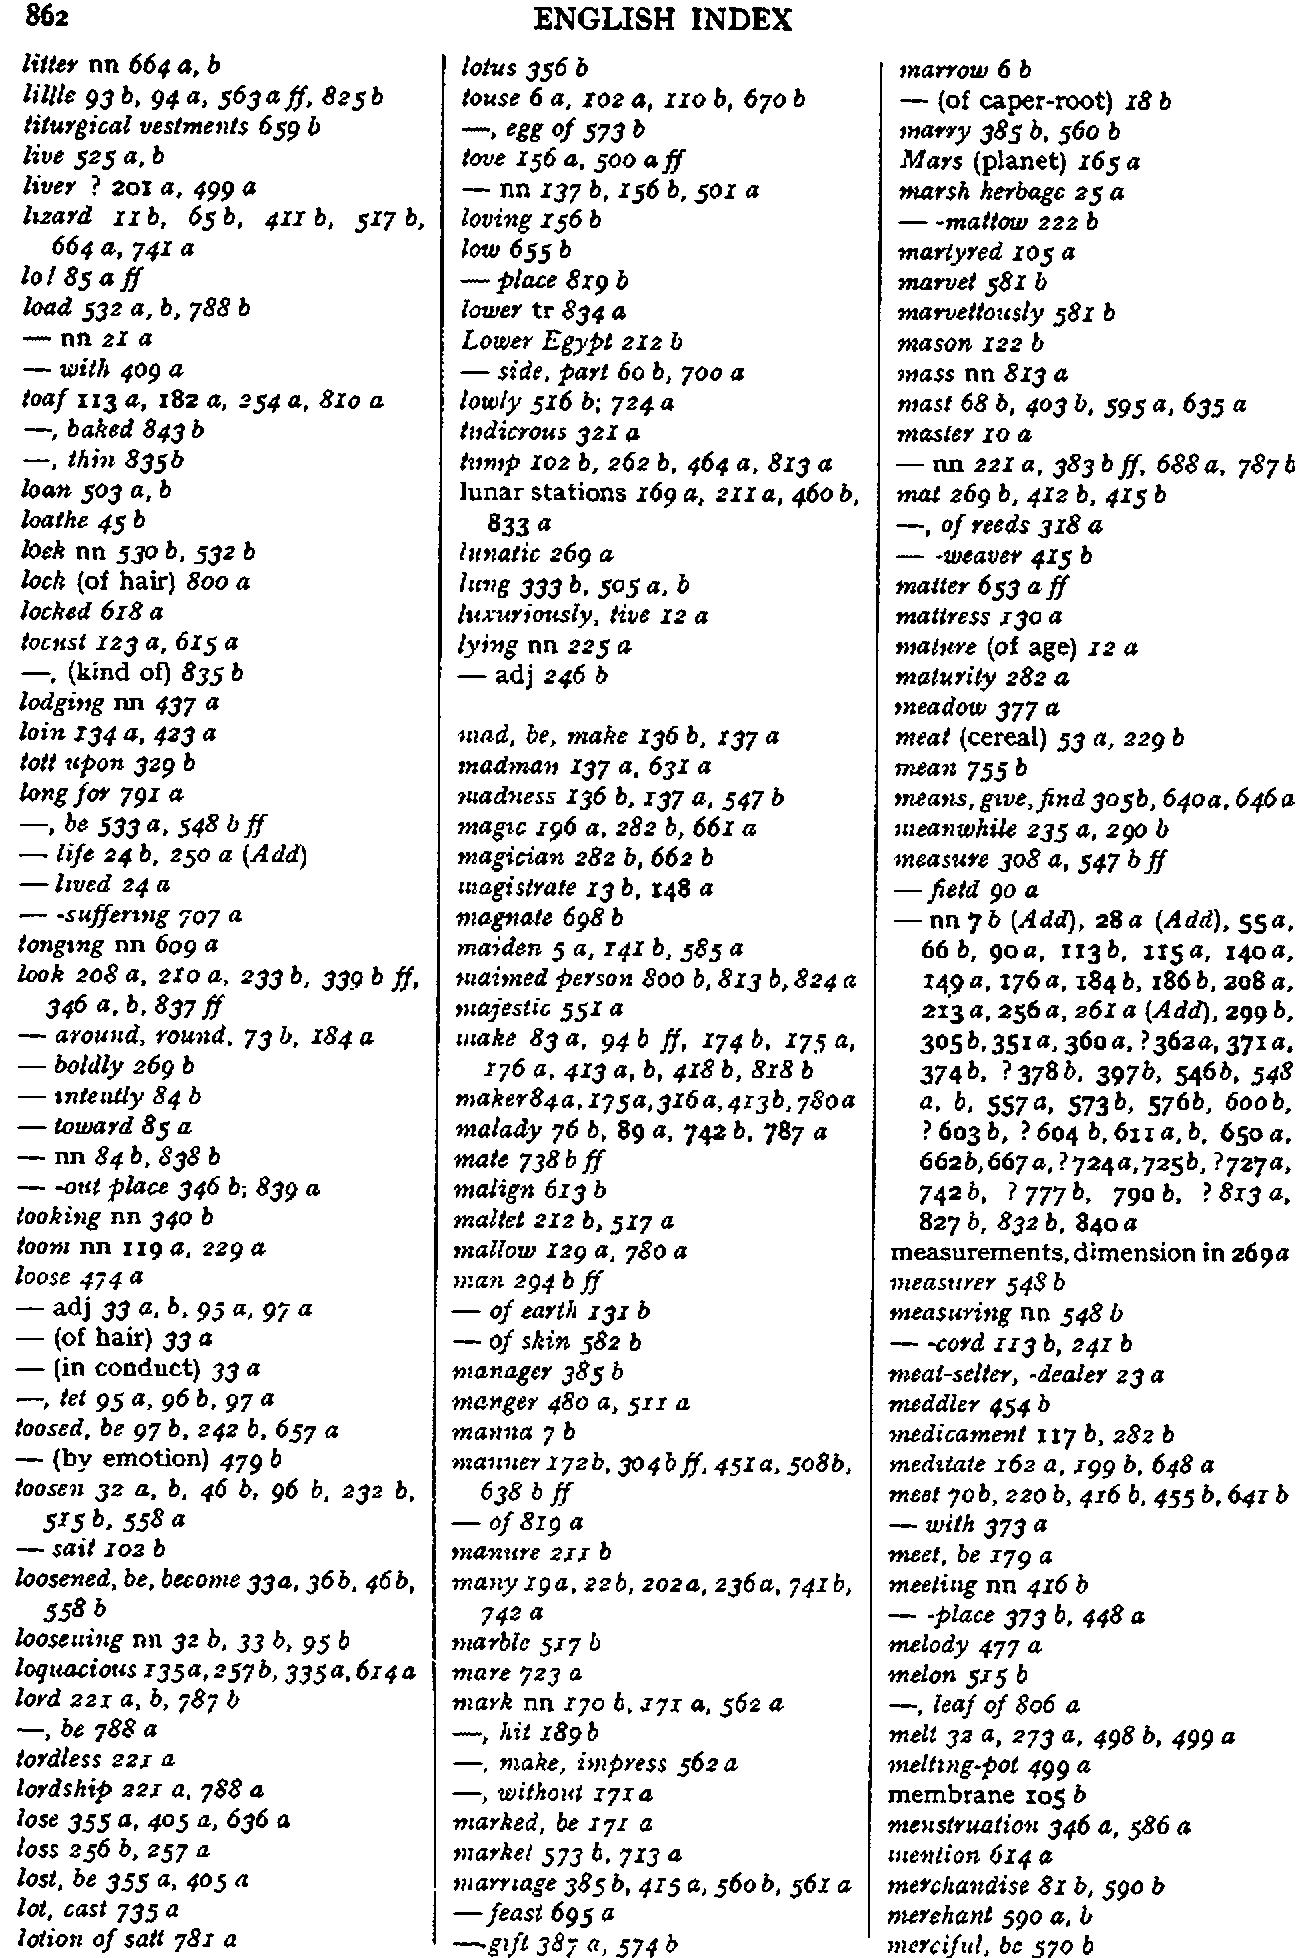 862
ENGLISH INDEX
litter nn 664 a, b
little 93 b, 94 a, 563 a ff, 825 b
liturgical vestments 659 b
live 525 a, b
liver ? 201 a, 499 a
lizard 11 b, 65 b, 411 b, 517 b,
664 a, 741 a
lo! 85 a ff
load 532 a, b, 788 b
— nn 21 a
— with 409 a
loaf 113 a, 182 a, 254 a, 810 a
—, baked 843 b
—, thin 835 b
loan 503 a, b
loathe 45 b
lock nn 530 b, 532 b
lock (of hair) 800 a
locked 618 a
locust 123 a, 615 a
—, (kind of) 835 b
lodging nn 437 a
loin 134 a, 423 a
loll upon 329 b
long for 791 a
—, be 533 a, 548 b ff
— life 24 b, 250 a (Add)
— lived 24 a
— -suffering 707 a
longing nn 609 a
look 208 a, 210 a, 233 b, 339 b ff,
346 a, b, 837 ff
— around, round, 73 b, 184 a
— boldly 269 b
— intently 84 b
— toward 85 a
— nn 84 b, 838 b
— -out place 346 b; 839 a
looking nn 340 b
loom nn 119 a, 229 a
loose 474 a
— adj 33 a, b, 95 a, 97 a
— (of hair) 33 a
— (in conduct) 33 a
—, let 95 a, 96 b, 97 a
loosed, be 97 b, 242 b, 657 a
— (by emotion) 479 b
loosen 32 a, b, 46 b, 96 b, 232 b,
515 b, 558 a
— sail 102 b
loosened, be, become 33 a, 36 b, 46 b,
558 b
loosening nn 32 b, 33 b, 95 b
loquacious 135 a, 257 b, 335 a, 614 a
lord 221 a, b, 787 b
—, be 788 a
lordless 221 a
lordship 221 a, 788 a
lose 355 a, 405 a, 636 a
loss 256 b, 257 a
lost, be 355 a, 405 a
lot, cast 735 a
lotion of salt 781 a
lotus 356 b
louse 6 a, 102 a, 110 b, 670 b
—, egg of 573 b
love 156 a, 500 a ff
— nn 137 b, 156 b, 501 a
loving 156 b
low 655 b
— place 819 b
lower tr 834 a
Lower Egypt 212 b
— side, part 60 b, 700 a
lowly 516 b; 724 a
ludicrous 321 a
lump 102 b, 262 b, 464 a, 813 a
lunar stations 169 a, 211 a, 460 b,
833 a
lunatic 269 a
lung 333 b, 505 a, b
luxuriously, live 12 a
lying nn 225 a
— adj 246 b
mad, be, make 136 b, 137 a
madman 137 a, 631 a
madness 136 b, 137 a, 547 b
magic 196 a, 282 b, 661 a
magician 282 b, 662 b
magistrate 13 b, 148 a
magnate 698 b
maiden 5 a, 141 b, 585 a
maimed person 800 b, 813 b, 824 a
majestic 551 a
make 83 a, 94 b ff, 174 b, 175 a,
176 a, 413 a, b, 418 b, 818 b
maker 84 a, 175 a, 316 a, 413 b, 780 a
malady 76 b, 89 a, 742 b, 787 a
male 738 b ff
malign 613 b
mallet 212 b, 517 a
mallow 129 a, 780 a
man 294 b ff
— of earth 131 b
— of skin 582 b
manager 385 b
manger 480 a, 511 a
manna 7 b
manner 172 b, 304 b ff, 451 a, 508 b,
638 b ff
— of 819 a
manure 211 b
many 19 a, 22 b, 202 a, 236 a, 741 b,
742 a
marble 517 b
mare 723 a
mark nn 170 b, 171 a, 562 a
—, hit 189 b
—, make, impress 562 a
—, without 171 a
marked, be 171 a
market 573 b, 713 a
marriage 385 b, 415 a, 560 b, 561 a
— feast 695 a
— gift 387 a, 574 b
marrow 6 b
— (of caper-root) 18 b
marry 385 b, 560 b
Mars (planet) 165 a
marsh herbage 25 a
— -mallow 222 b
martyred 105 a
marvel 581 b
marvellously 581 b
mason 122 b
mass nn 813 a
mast 68 b, 403 b, 595 a, 635 a
master 10 a
— nn 221 a, 383 b ff, 688 a, 787 b
mat 269 b, 412 b, 415 b
—, of reeds 318 a
— -weaver 415 b
matter 653 a ff
mattress 130 a
mature (of age) 12 a
maturity 282 a
meadow 377 a
meal (cereal) 53 a, 229 b
mean 755 b
means, give, find 305 b, 640 a, 646 a
meanwhile 235 a, 290 b
measure 308 a, 547 b ff
— field 90 a
— nn 7 b (Add), 28 a (Add), 55 a,
66 b, 90 a, 113 b, 115 a, 140 a,
149 a, 176 a, 184 b, 186 b, 208 a,
213 a, 256 a, 261 a (Add), 299 b,
305 b, 351 a, 360 a, ? 362 a, 371 a,
374 b, ? 378 b, 397 b, 546 b, 548
a, b, 557 a, 573 b, 576 b, 600 b,
? 603 b, ? 604 b, 611 a, b, 650 a,
662 b, 667 a, ? 724 a, 725 b, ? 727 a,
742 b, ? 777 b, 790 b, ? 813 a,
827 b, 832 b, 840 a
measurements, dimension in 269 a
measurer 548 b
measuring nn 548 b
— -cord 113 b, 241 b
meat-seller, -dealer 23 a
meddler 454 b
medicament 117 b, 282 b
meditate 162 a, 199 b, 648 a
meet 70 b, 220 b, 416 b, 455 b, 641 b
— with 373 a
meet, be 179 a
meeting nn 416 b
— -place 373 b, 448 a
melody 477 a
melon 515 b
—, leaf of 806 a
melt 32 a, 273 a, 498 b, 499 a
melting-pot 499 a
membrane 105 b
menstruation 346 a, 586 a
mention 614 a
merchandise 81 b, 590 b
merchant 590 a, b
merciful, be 570 b